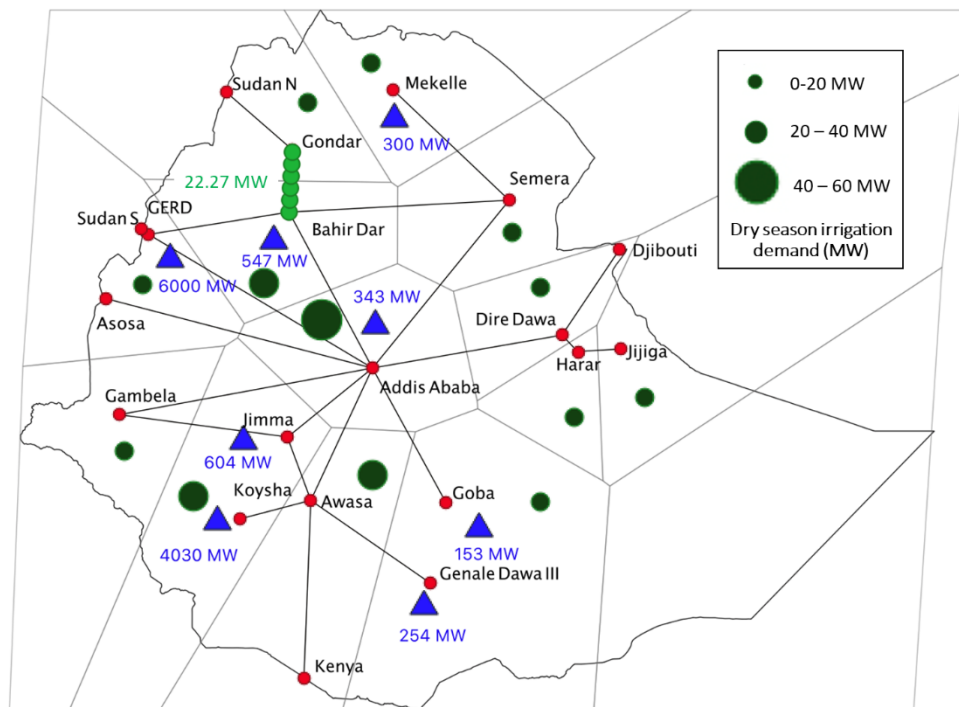 Sudan N
Mekelle
300 MW
Gondar
22.27 MW
Semera
Sudan S
GERD
Bahir Dar
547 MW
6000 MW
Djibouti
343 MW
Asosa
Dire Dawa
Harar
Jijiga
Addis Ababa
Gambela
Jimma
604 MW
Koysha
Awasa
Goba
4030 MW
153 MW
Genale Dawa III
254 MW
Kenya
0-20 MW
20 – 40 MW
40 – 60 MW
Dry season irrigation
demand (MW)